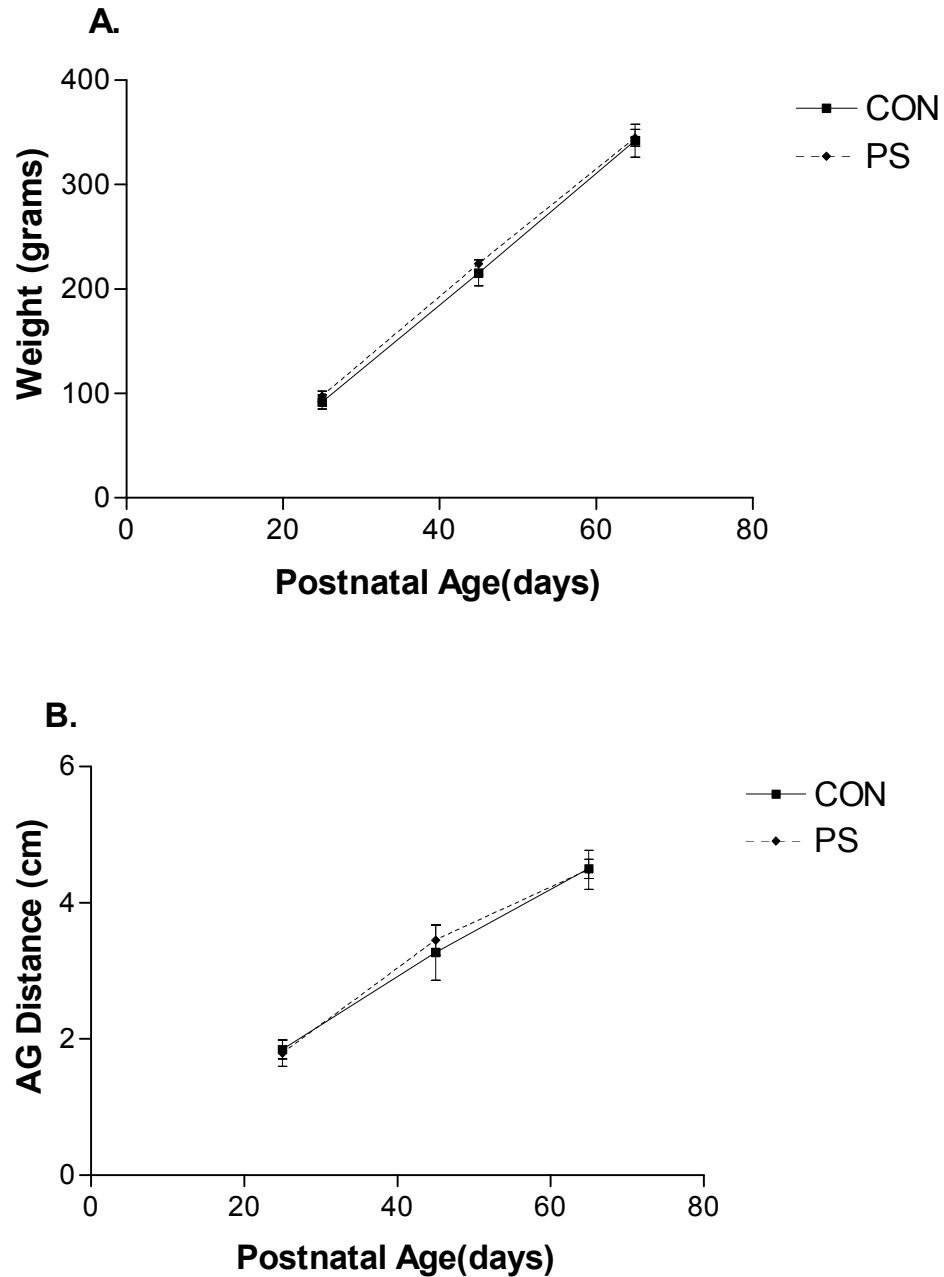 A.
400
300
200
100
0
Weight (grams)
0 20 40 60 80
Postnatal Age(days)
CON
PS
B.
6
4
2
0
AG Distance (cm)
0 20 40 60 80
Postnatal Age(days)
CON
PS